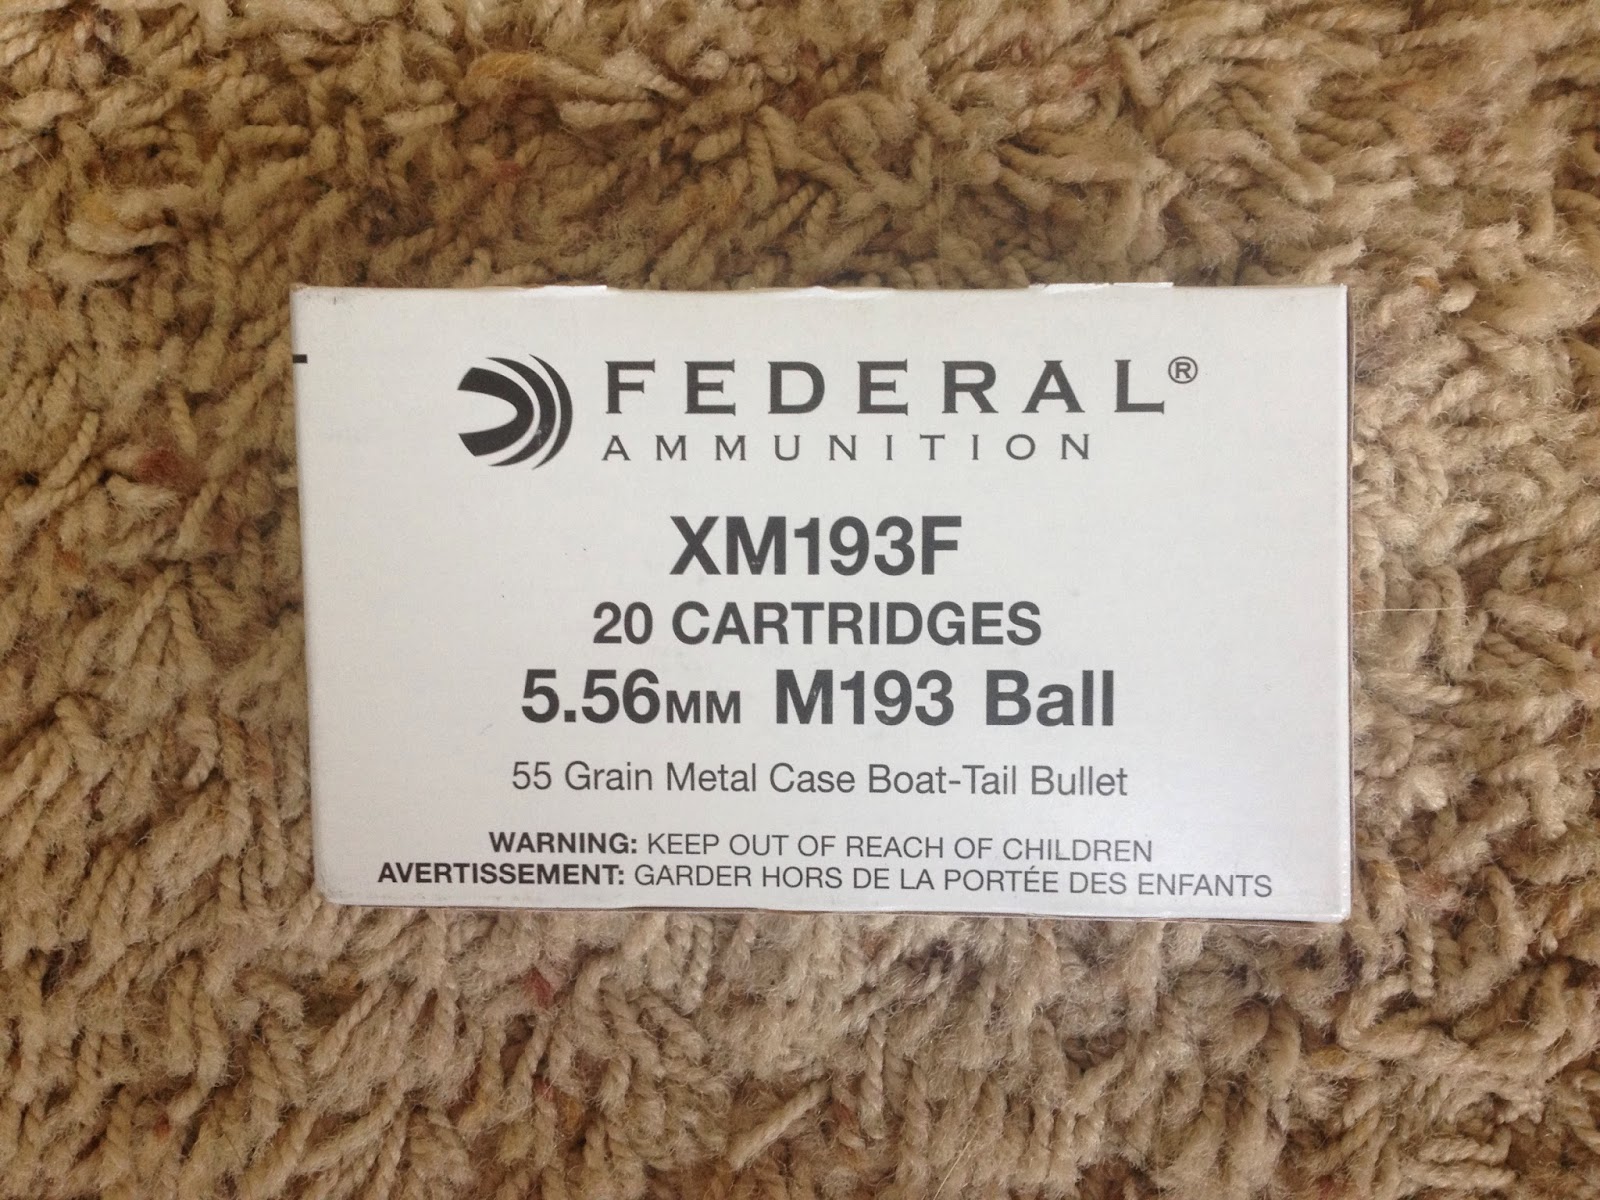 FEDERAL®
AMMUNITION
XM193F
20 CARTRIDGES
5.56MM M193 Ball
55 Grain Metal Case Boat-Tail Bullet
WARNING: KEEP OUT OF REACH OF CHILDREN
AVERTISSEMENT: GARDER HORS DE LA PORTÉE DES ENFANTS